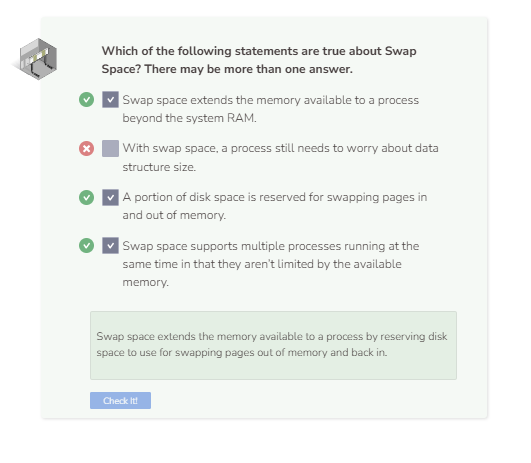 Which of the following statements are true about Swap
Space? There may be more than one answer.
Swap space extends the memory available to a process
beyond the system RAM.
With swap space, a process still needs to worry about data
structure size.
A portion of disk space is reserved for swapping pages in
and out of memory.
Swap space supports multiple processes running at the
same time in that they aren't limited by the available
memory.
Swap space extends the memory available to a process by reserving disk
space to use for swapping pages out of memory and back in.
Check It!